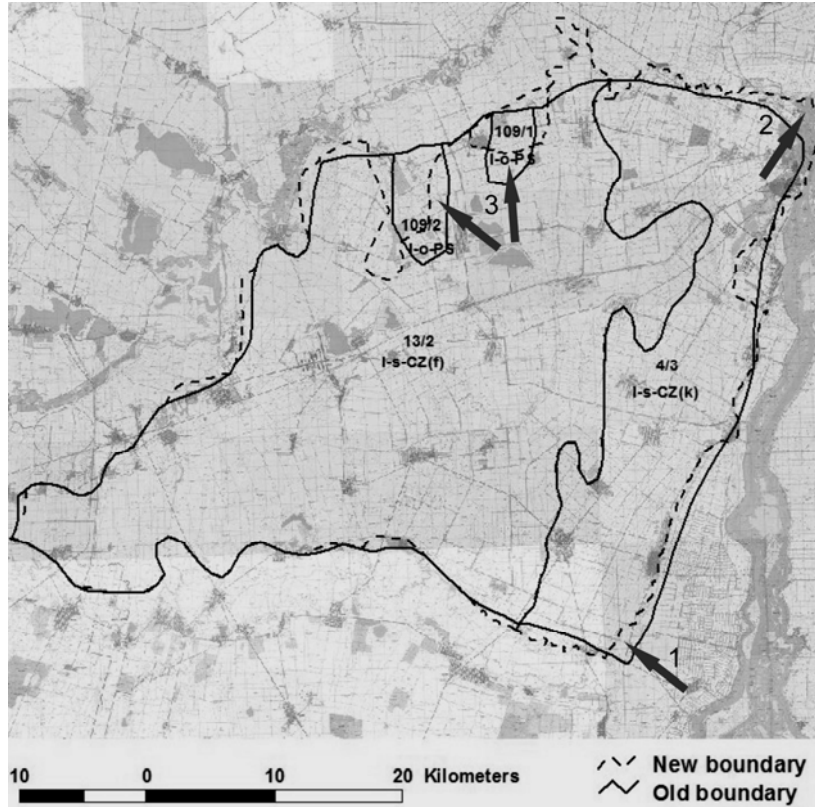 109/1
l-o-PS
2
3
109/2
l-o-PS
13/2
l-s-CZ(f)
4/3
l-s-CZ(k)
1
10 0 10 20 Kilometers
New boundary
Old boundary